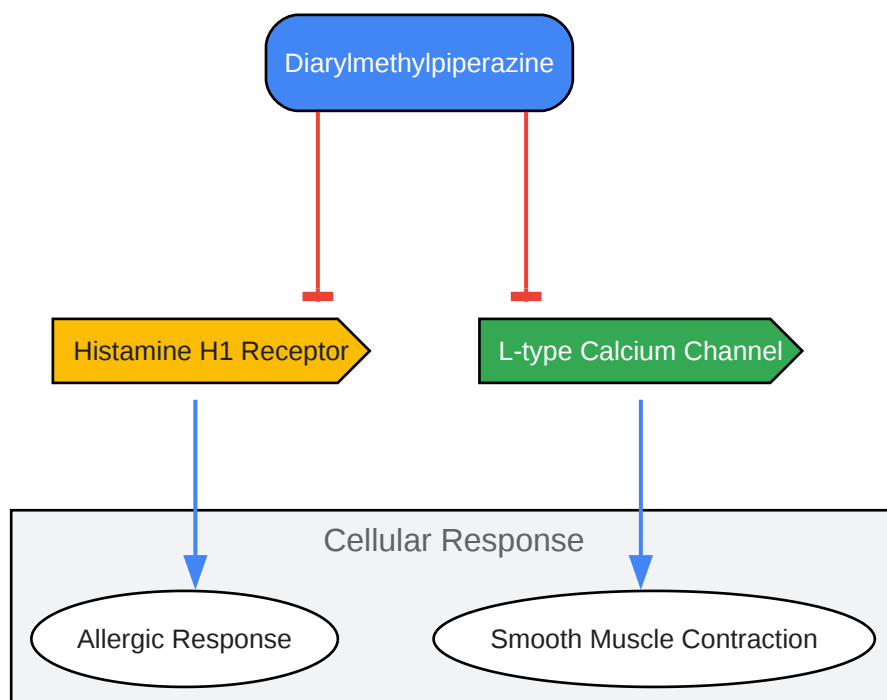 Diarylmethylpiperazine
Histamine H1 Receptor
L-type Calcium Channel
Cellular Response
Allergic Response
Smooth Muscle Contraction